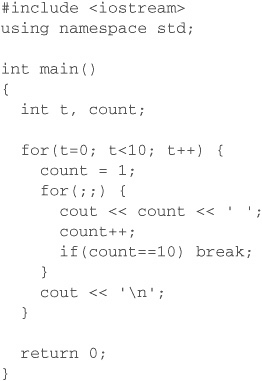 #include <iostream>
using namespace std;

int main()
{
  int t, count;

  for(t=0; t<10; t++) {
    count = 1;
    for(;;) {
      cout << count << ' ';
      count++;
      if(count==10) break;
    }
    cout << '\n';
  }

  return 0;
}